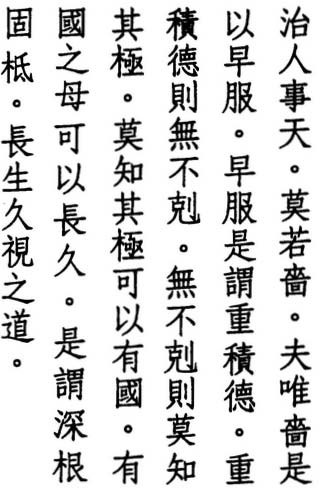 治人事天。莫若嗇。夫唯嗇是
以早服。早服是謂重積德。重
積德則無不剋。無不剋則莫知
其極。莫知其極可以有國。有
國之母可以長久。是謂深根
固柢。長生久視之道。